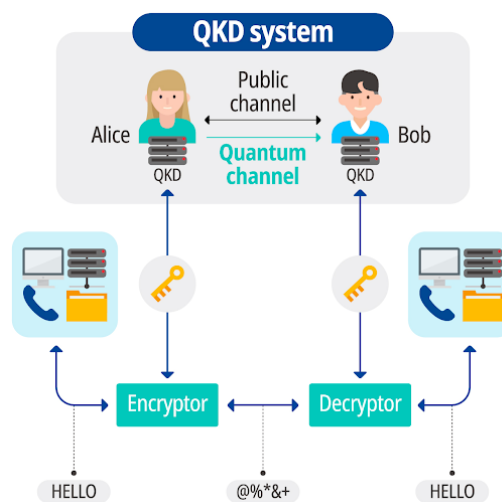 QKD system
Public
channel
Alice
Bob
Quantum
channel
QKD
QKD
Encryptor
Decryptor
HELLO
@%*&+
HELLO